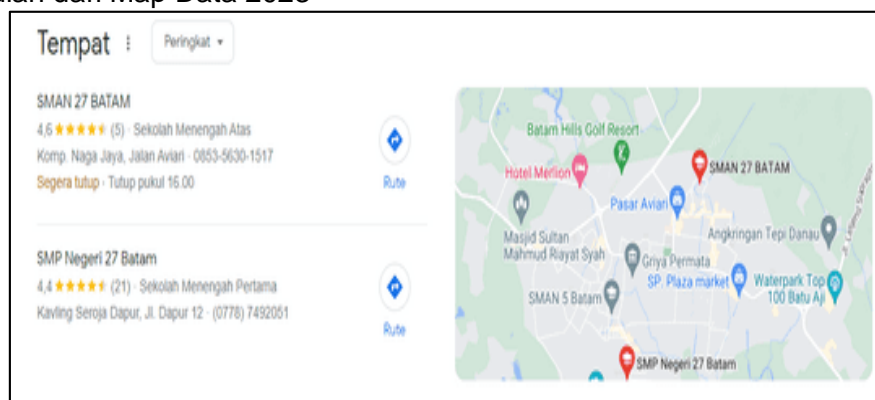 Map Data 2023
Tempat
Peringkat
SMAN 27 BATAM
4,6 (5) · Sekolah Menengah Atas
Komp. Naga Jaya, Jalan Aviari · 0853-5630-1517
Segera tutup · Tutup pukul 16.00
Rute
SMP Negeri 27 Batam
4,4 (21) · Sekolah Menengah Pertama
Kavling Seroja Dapur, Jl. Dapur 12 · (0778) 7492051
Rute
Batam Hills Golf Resort
Hotel Merlion
SMAN 27 BATAM
Pasar Aviari
Masjid Sultan
Mahmud Riayat Syah
Angkringan Tepi Danau
Griya Permata
SP. Plaza market
Waterpark Top
100 Batu Aji
SMAN 5 Batam
SMP Negeri 27 Batam